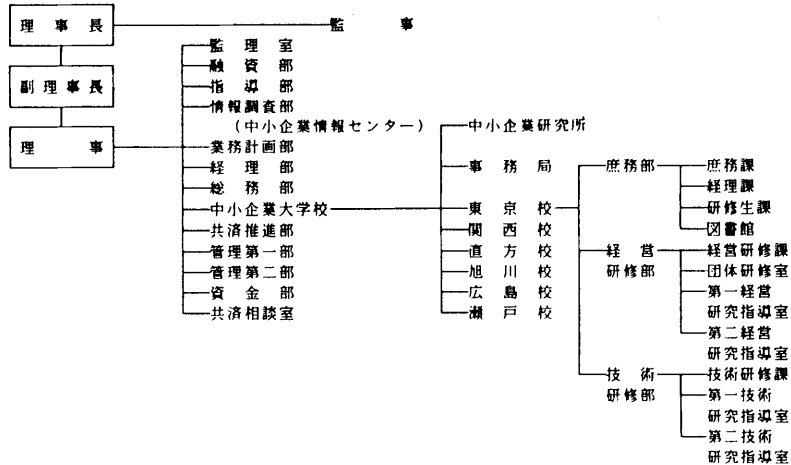 理事長 監事
監理室
融資部
副理事長
指導部
情報調査部
(中小企業情報センター) 中小企業研究所
理事 業務計画部
経理部 事務局 庶務部 庶務課
総務部 経理課
中小企業大学校 東京校 研修生課
共済推進部 関西校 図書館
管理第一部 直方校 経営 経営研修課
管理第二部 旭川校 研修部 団体研修室
資金部 広島校 第一経営
共済相談室 瀬戸校 研究指導室
第二経営
研究指導室
技術 技術研修課
研修部 第一技術
研究指導室
第二技術
研究指導室